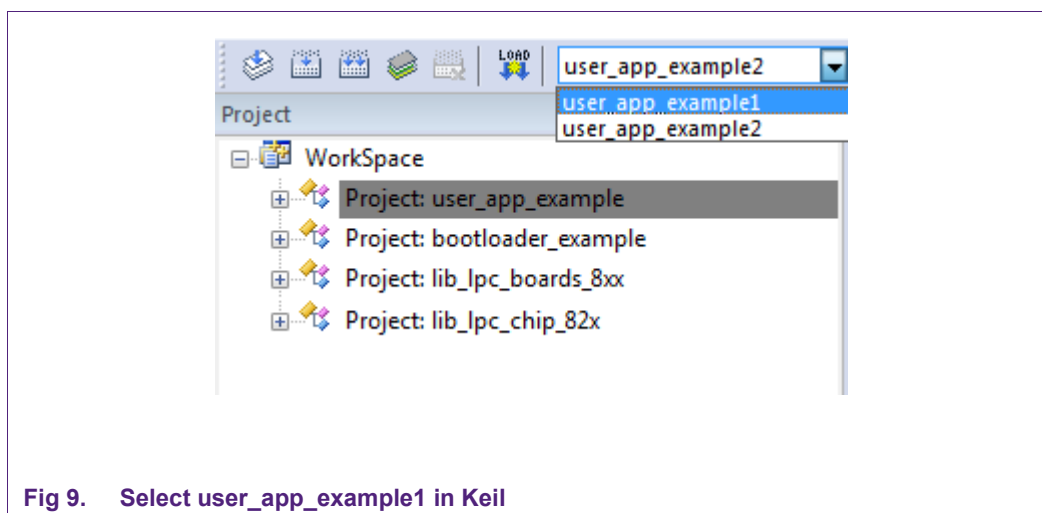 LOAD
user_app_example2
Project
user_app_example1
user_app_example2
WorkSpace
Project: user_app_example
Project: bootloader_example
Project: lib_lpc_boards_8xx
Project: lib_lpc_chip_82x
Fig 9. Select user_app_example1 in Keil